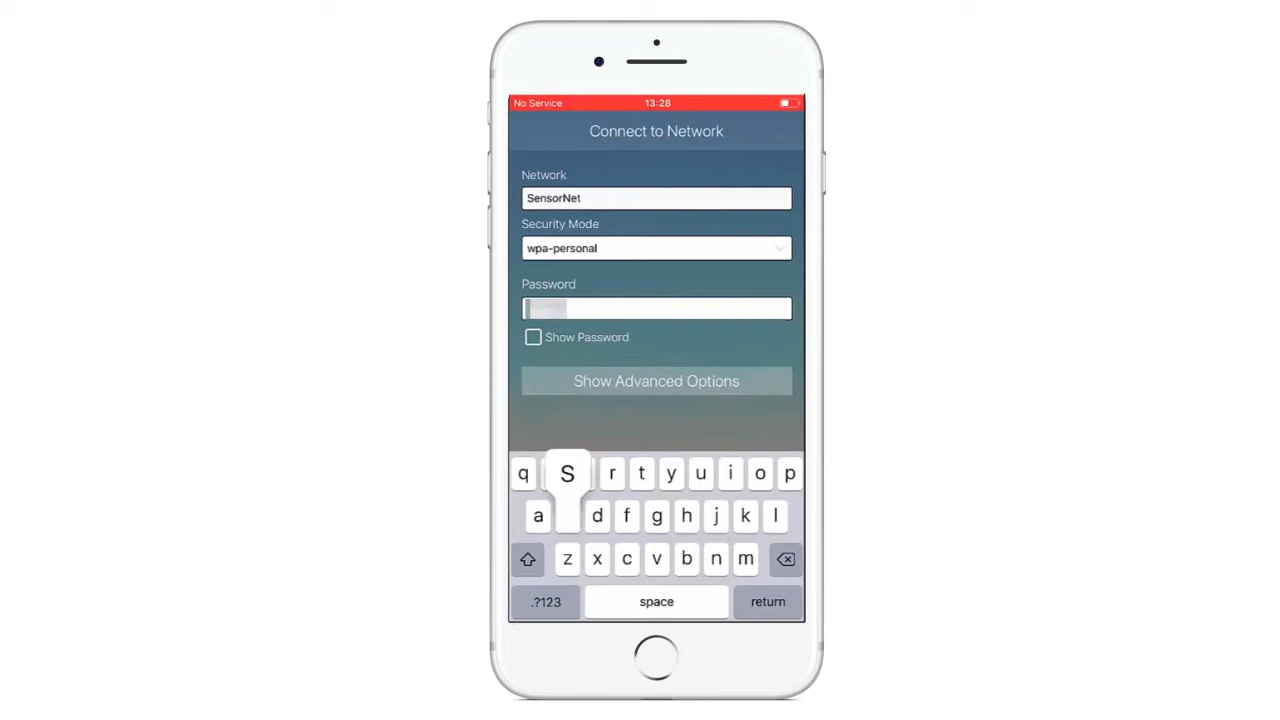 No Service 13:28
Connect to Network
Network
SensorNet
Security Mode
wpa-personal
Password
Show Password
Show Advanced Options
q S r t y u i o p
a d f g h j k l
z x c v b n m
.?123 space return